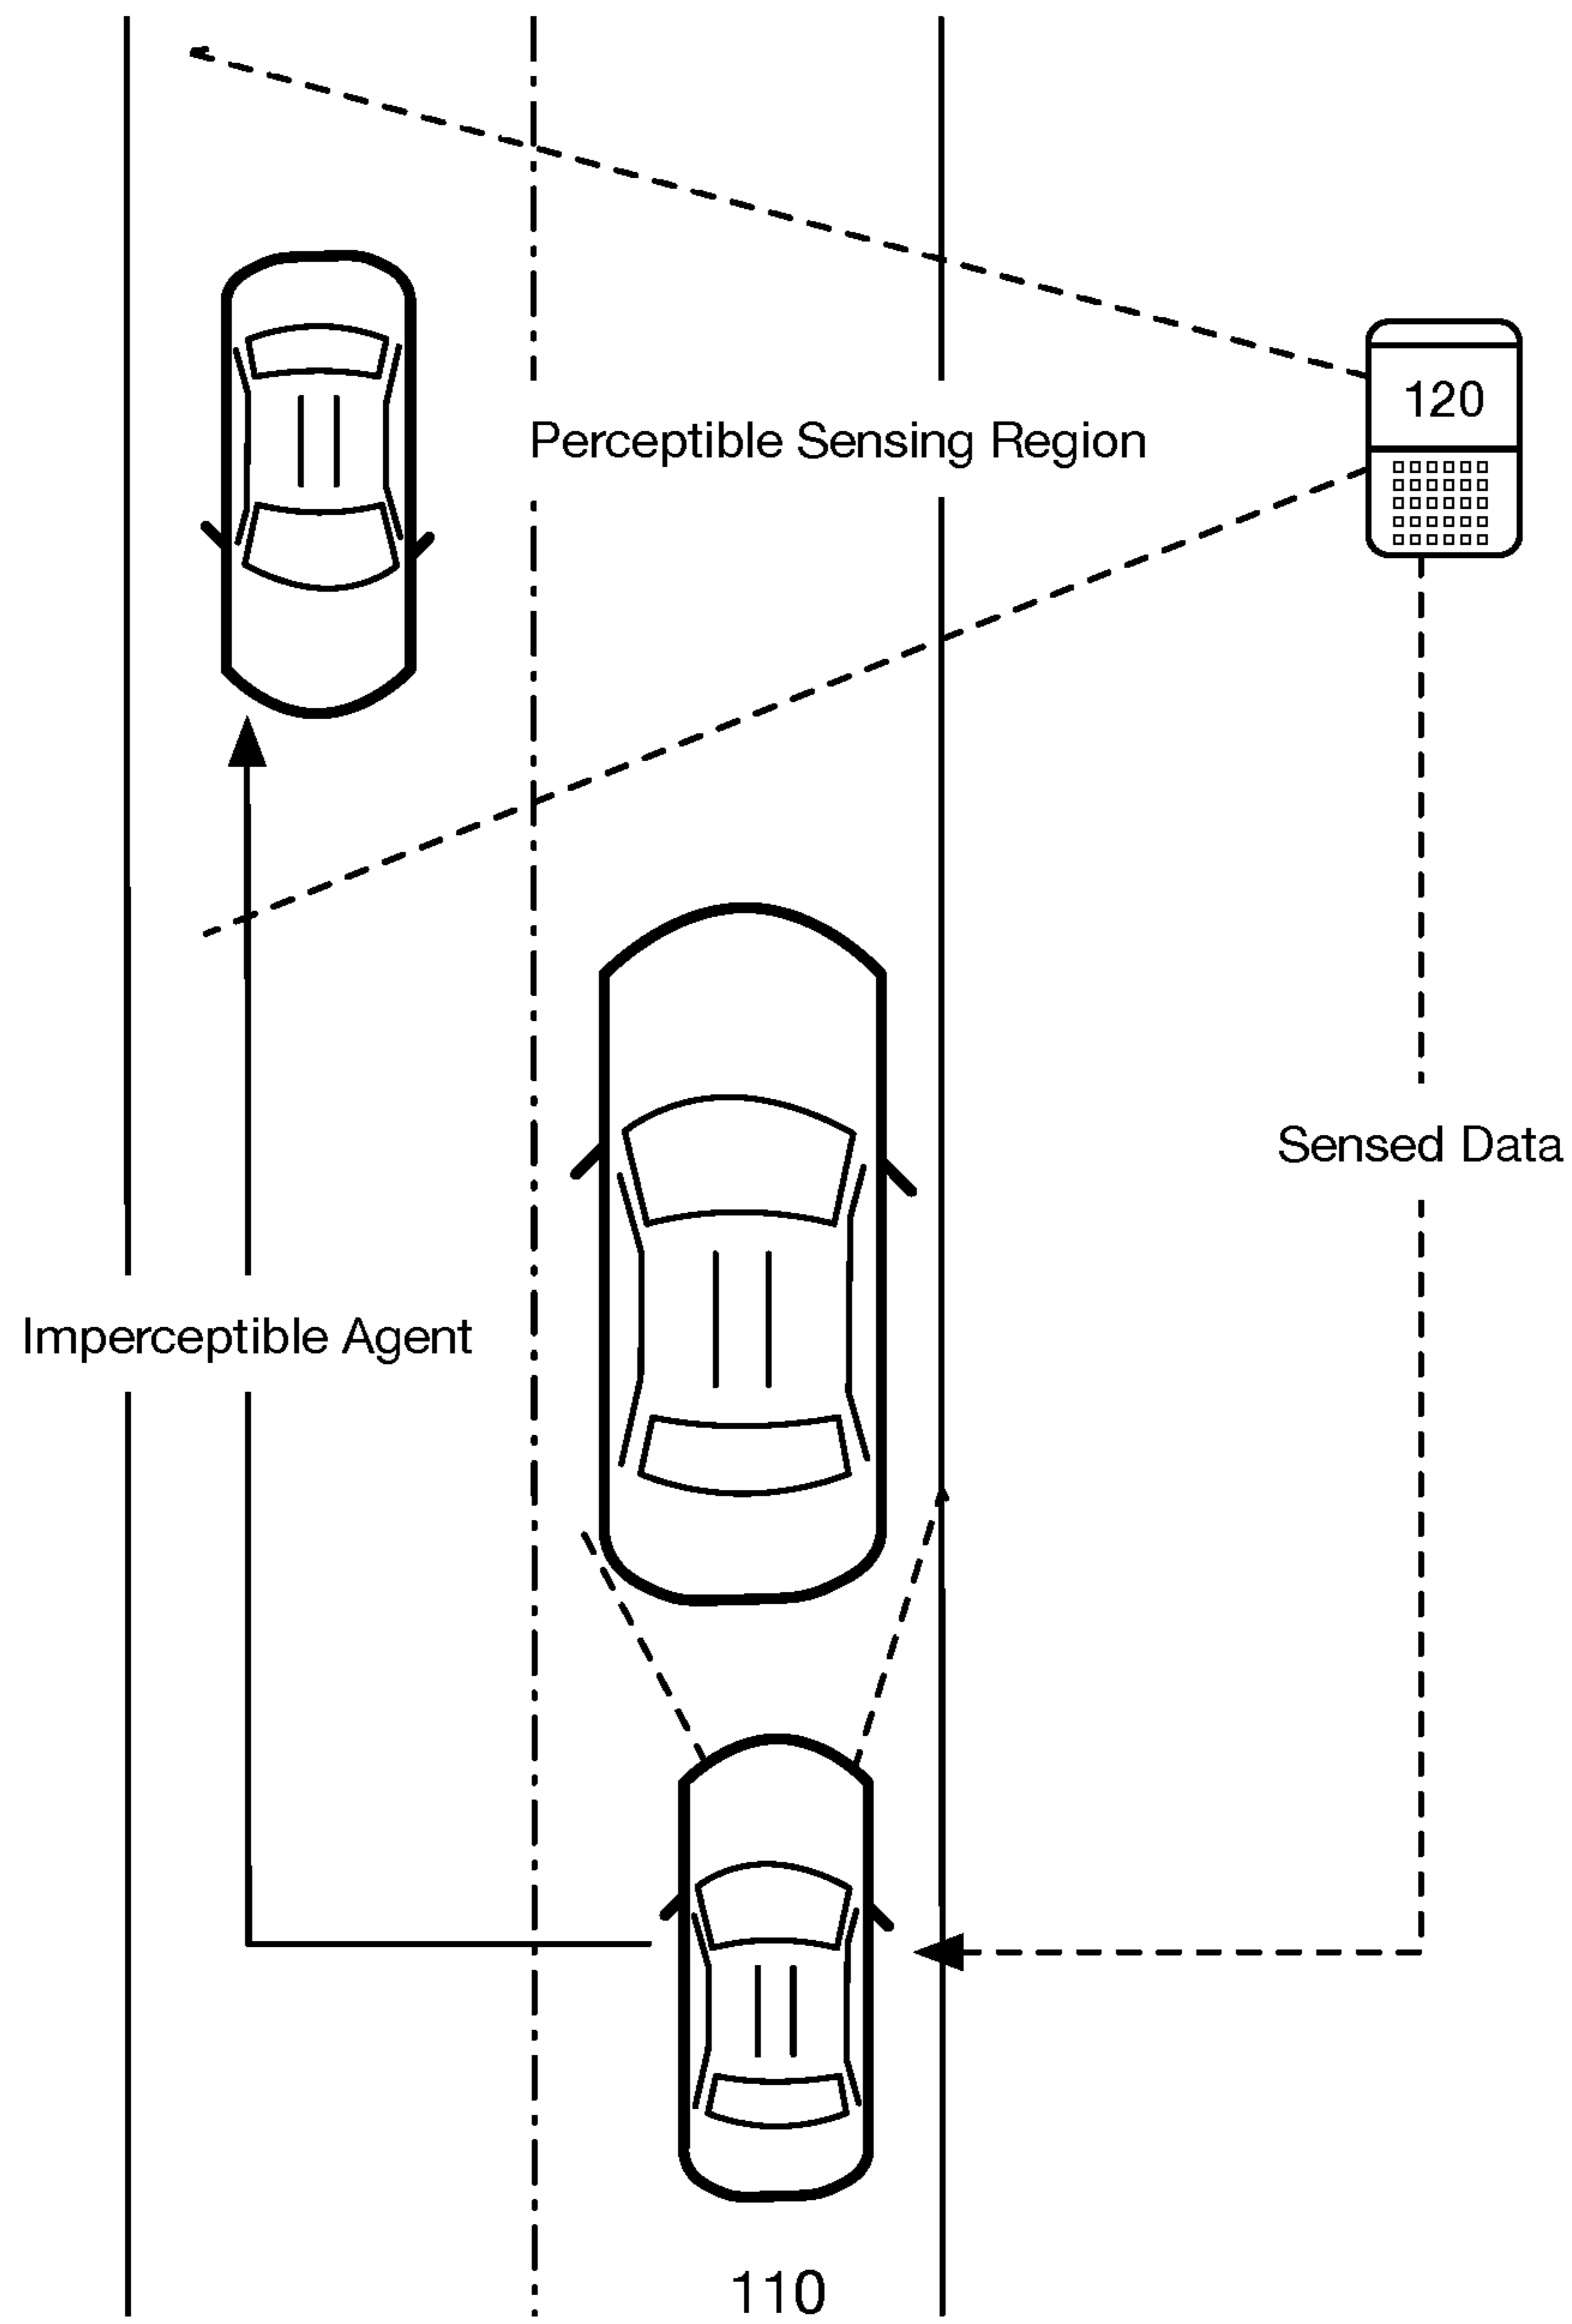 120
Perceptible Sensing Region
Sensed Data
Imperceptible Agent
110